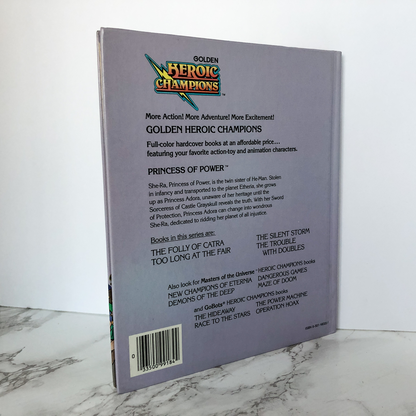 GOLDEN
HEROIC
CHAMPIONS™
More Action! More Adventure! More Excitement!
GOLDEN HEROIC CHAMPIONS
Full-color hardcover books at an affordable price...
featuring your favorite action-toy and animation characters.
PRINCESS OF POWER™
She-Ra, Princess of Power, is the twin sister of He-Man. Stolen
in infancy and transported to the planet Etheria, she grows
up as Princess Adora, unaware of her heritage until the
Sorceress of Castle Grayskull reveals the truth. With her Sword
of Protection, Princess Adora can change into wondrous
She-Ra, dedicated to ridding her planet of all injustice.
Books in this series are:
THE FOLLY OF CATRA
TOO LONG AT THE FAIR
THE SILENT STORM
THE TROUBLE
WITH DOUBLES
Also look for Masters of the Universe HEROIC CHAMPIONS books
NEW CHAMPIONS OF ETERNIA
DEMONS OF THE DEEP
DANGEROUS GAMES
MAZE OF DOOM
and GoBots HEROIC CHAMPIONS books
THE HIDEAWAY
RACE TO THE STARS
THE POWER MACHINE
OPERATION HOAX
0 33500 99184